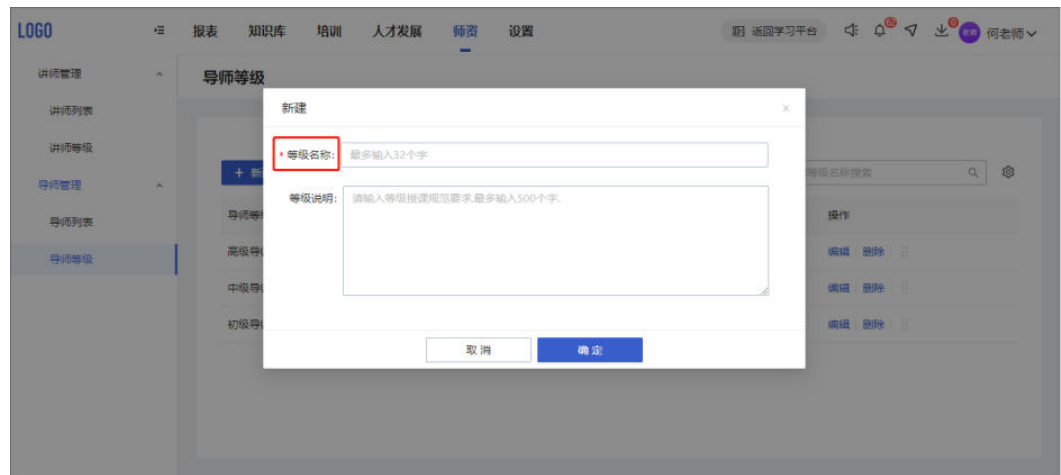 LOGO 报表 知识库 培训 人才发展 师资 设置 返回学习平台 何老师
讲师管理
导师等级
讲师列表
新建
讲师等级
* 等级名称: 最多输入32个字
+ 新
等级名称搜索
导师管理
等级说明: 请输入等级授课规范要求,最多输入500个字.
导师列表
导师等
操作
导师等级
高级导
编辑 删除
中级导
编辑 删除
初级导
编辑 删除
取消 确定